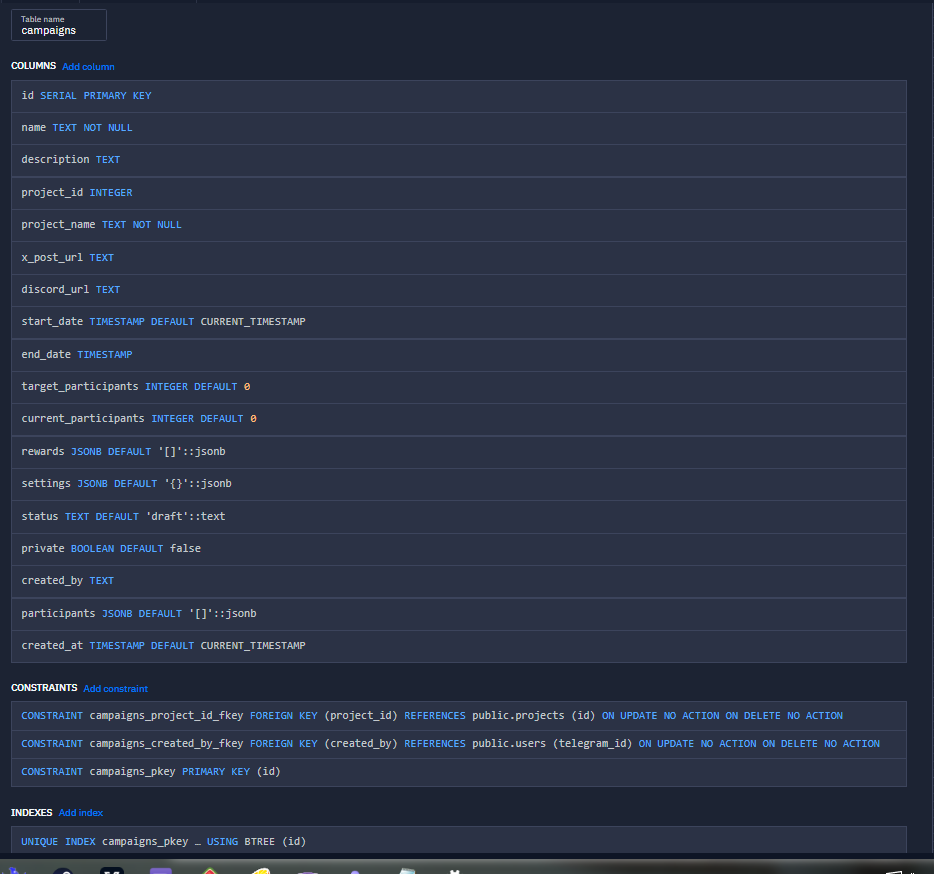 Table name
campaigns
COLUMNS Add column
id SERIAL PRIMARY KEY
name TEXT NOT NULL
description TEXT
project_id INTEGER
project_name TEXT NOT NULL
x_post_url TEXT
discord_url TEXT
start_date TIMESTAMP DEFAULT CURRENT_TIMESTAMP
end_date TIMESTAMP
target_participants INTEGER DEFAULT 0
current_participants INTEGER DEFAULT 0
rewards JSONB DEFAULT '[]'::jsonb
settings JSONB DEFAULT '{}'::jsonb
status TEXT DEFAULT 'draft'::text
private BOOLEAN DEFAULT false
created_by TEXT
participants JSONB DEFAULT '[]'::jsonb
created_at TIMESTAMP DEFAULT CURRENT_TIMESTAMP
CONSTRAINTS Add constraint
CONSTRAINT campaigns_project_id_fkey FOREIGN KEY (project_id) REFERENCES public.projects (id) ON UPDATE NO ACTION ON DELETE NO ACTION
CONSTRAINT campaigns_created_by_fkey FOREIGN KEY (created_by) REFERENCES public.users (telegram_id) ON UPDATE NO ACTION ON DELETE NO ACTION
CONSTRAINT campaigns_pkey PRIMARY KEY (id)
INDEXES Add index
UNIQUE INDEX campaigns_pkey … USING BTREE (id)